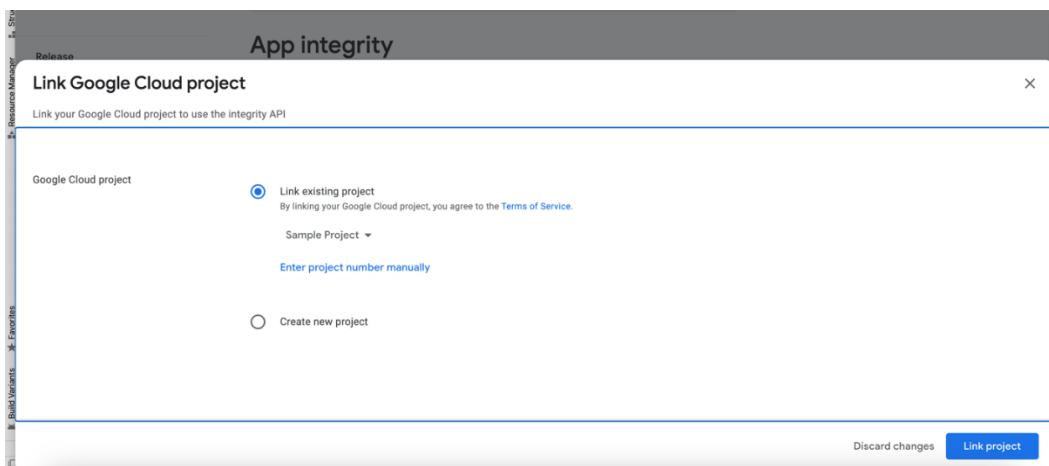 Stru
Resource Manager
Release
App integrity
Link Google Cloud project
Link your Google Cloud project to use the integrity API
Google Cloud project
Link existing project
By linking your Google Cloud project, you agree to the Terms of Service.
Sample Project
Enter project number manually
Create new project
Favorites
Build Variants
Discard changes
Link project